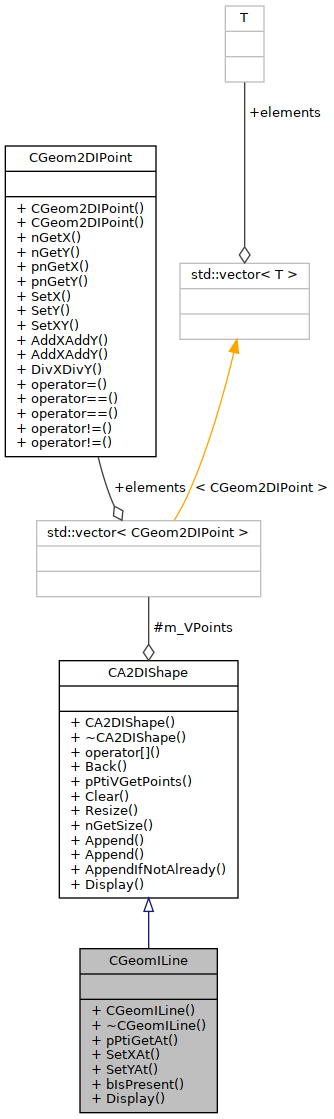 T
+elements
CGeom2DIPoint
+ CGeom2DIPoint()
+ CGeom2DIPoint()
+ nGetX()
+ nGetY()
+ pnGetX()
+ pnGetY()
+ SetX()
+ SetY()
+ SetXY()
+ AddXAddY()
+ AddXAddY()
+ DivXDivY()
+ operator=()
+ operator==()
+ operator==()
+ operator!=()
+ operator!=()
std::vector< T >
+elements
< CGeom2DIPoint >
std::vector< CGeom2DIPoint >
#m_VPoints
CA2DIShape
+ CA2DIShape()
+ ~CA2DIShape()
+ operator[]()
+ Back()
+ pPtiVGetPoints()
+ Clear()
+ Resize()
+ nGetSize()
+ Append()
+ Append()
+ AppendIfNotAlready()
+ Display()
CGeomILine
+ CGeomILine()
+ ~CGeomILine()
+ pPtiGetAt()
+ SetXAt()
+ SetYAt()
+ bIsPresent()
+ Display()